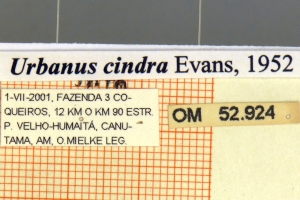 Urbanus cindra Evans, 1952
1-VII-2001, FAZENDA 3 CO-
QUEIROS, 12 KM O KM 90 ESTR.
P. VELHO-HUMAITÁ, CANU-
TAMA, AM, O.MIELKE LEG.
OM 52.924